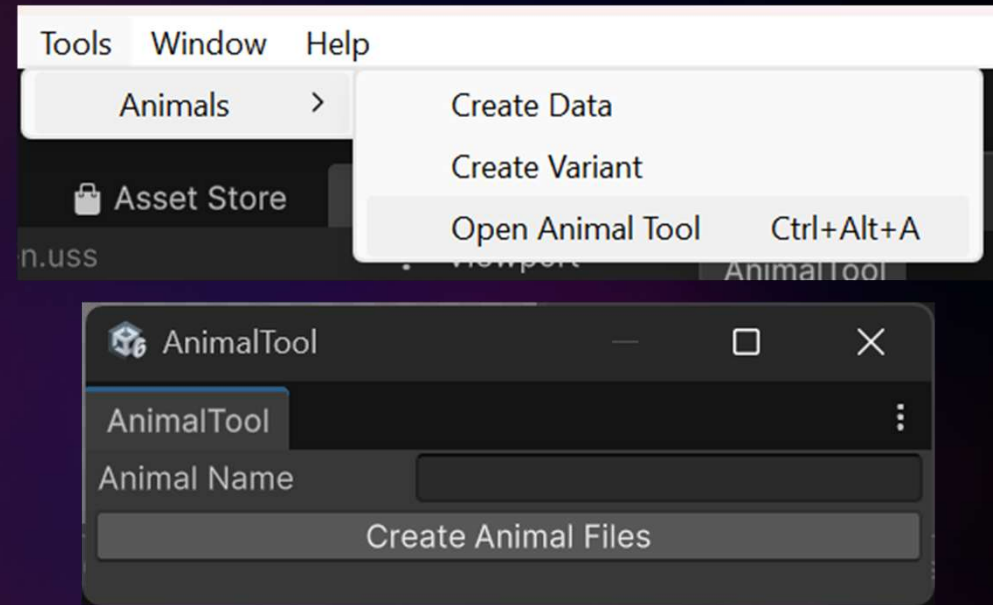 Tools Window Help
Animals > Create Data
Create Variant
Asset Store
Open Animal Tool Ctrl+Alt+A
n.uss
AnimalTool
AnimalTool
AnimalTool
Animal Name
Create Animal Files